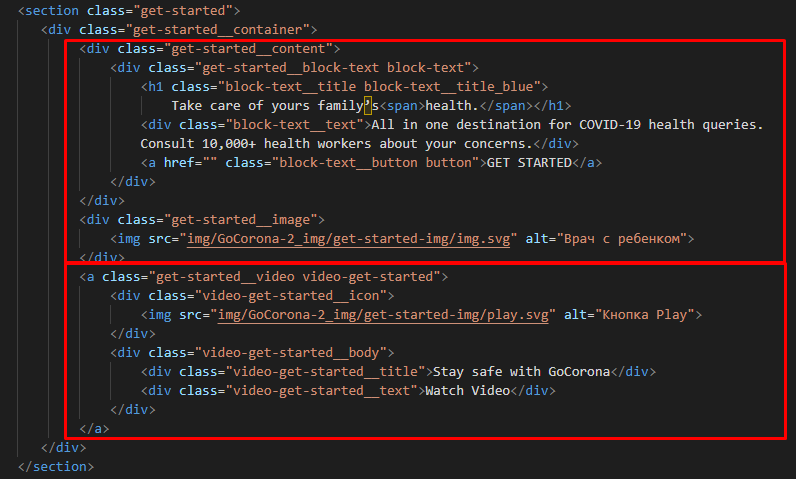 <section class="get-started">
<div class="get-started__container">
<div class="get-started__content">
<div class="get-started__block-text block-text">
<h1 class="block-text__title block-text__title_blue">
Take care of yours family’s<span>health.</span></h1>
<div class="block-text__text">All in one destination for COVID-19 health queries.
Consult 10,000+ health workers about your concerns.</div>
<a href="" class="block-text__button button">GET STARTED</a>
</div>
</div>
<div class="get-started__image">
<img src="img/GoCorona-2_img/get-started-img/img.svg" alt="Врач с ребенком">
</div>
<a class="get-started__video video-get-started">
<div class="video-get-started__icon">
<img src="img/GoCorona-2_img/get-started-img/play.svg" alt="Кнопка Play">
</div>
<div class="video-get-started__body">
<div class="video-get-started__title">Stay safe with GoCorona</div>
<div class="video-get-started__text">Watch Video</div>
</div>
</a>
</div>
</section>